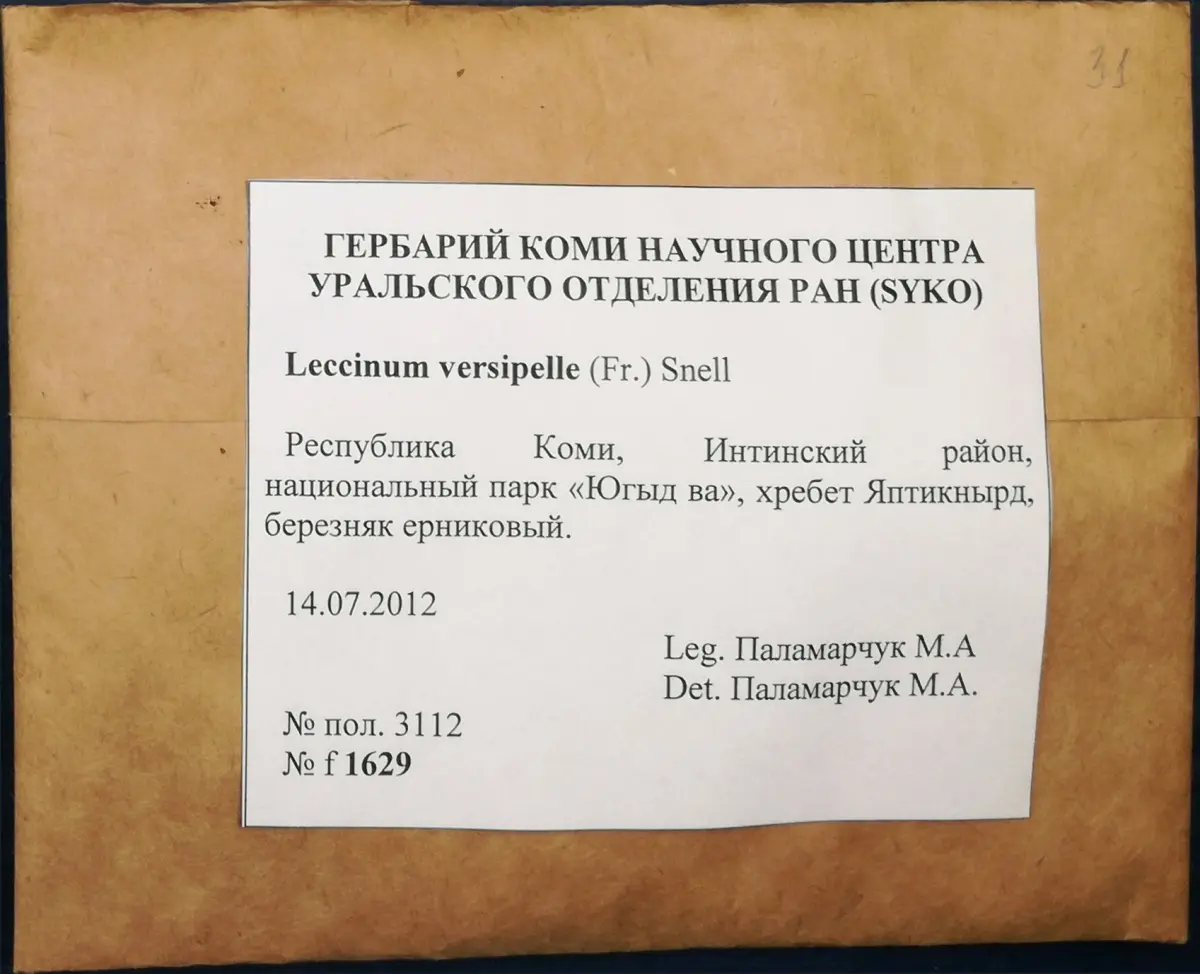 31
ГЕРБАРИЙ КОМИ НАУЧНОГО ЦЕНТРА
УРАЛЬСКОГО ОТДЕЛЕНИЯ РАН (SYKO)
Leccinum versipelle (Fr.) Snell
Республика Коми, Интинский район,
национальный парк «Югыд ва», хребет Яптикнырд,
березняк ерниковый.
14.07.2012
Leg. Паламарчук М.А
Det. Паламарчук М.А.
№ пол. 3112
№ f 1629